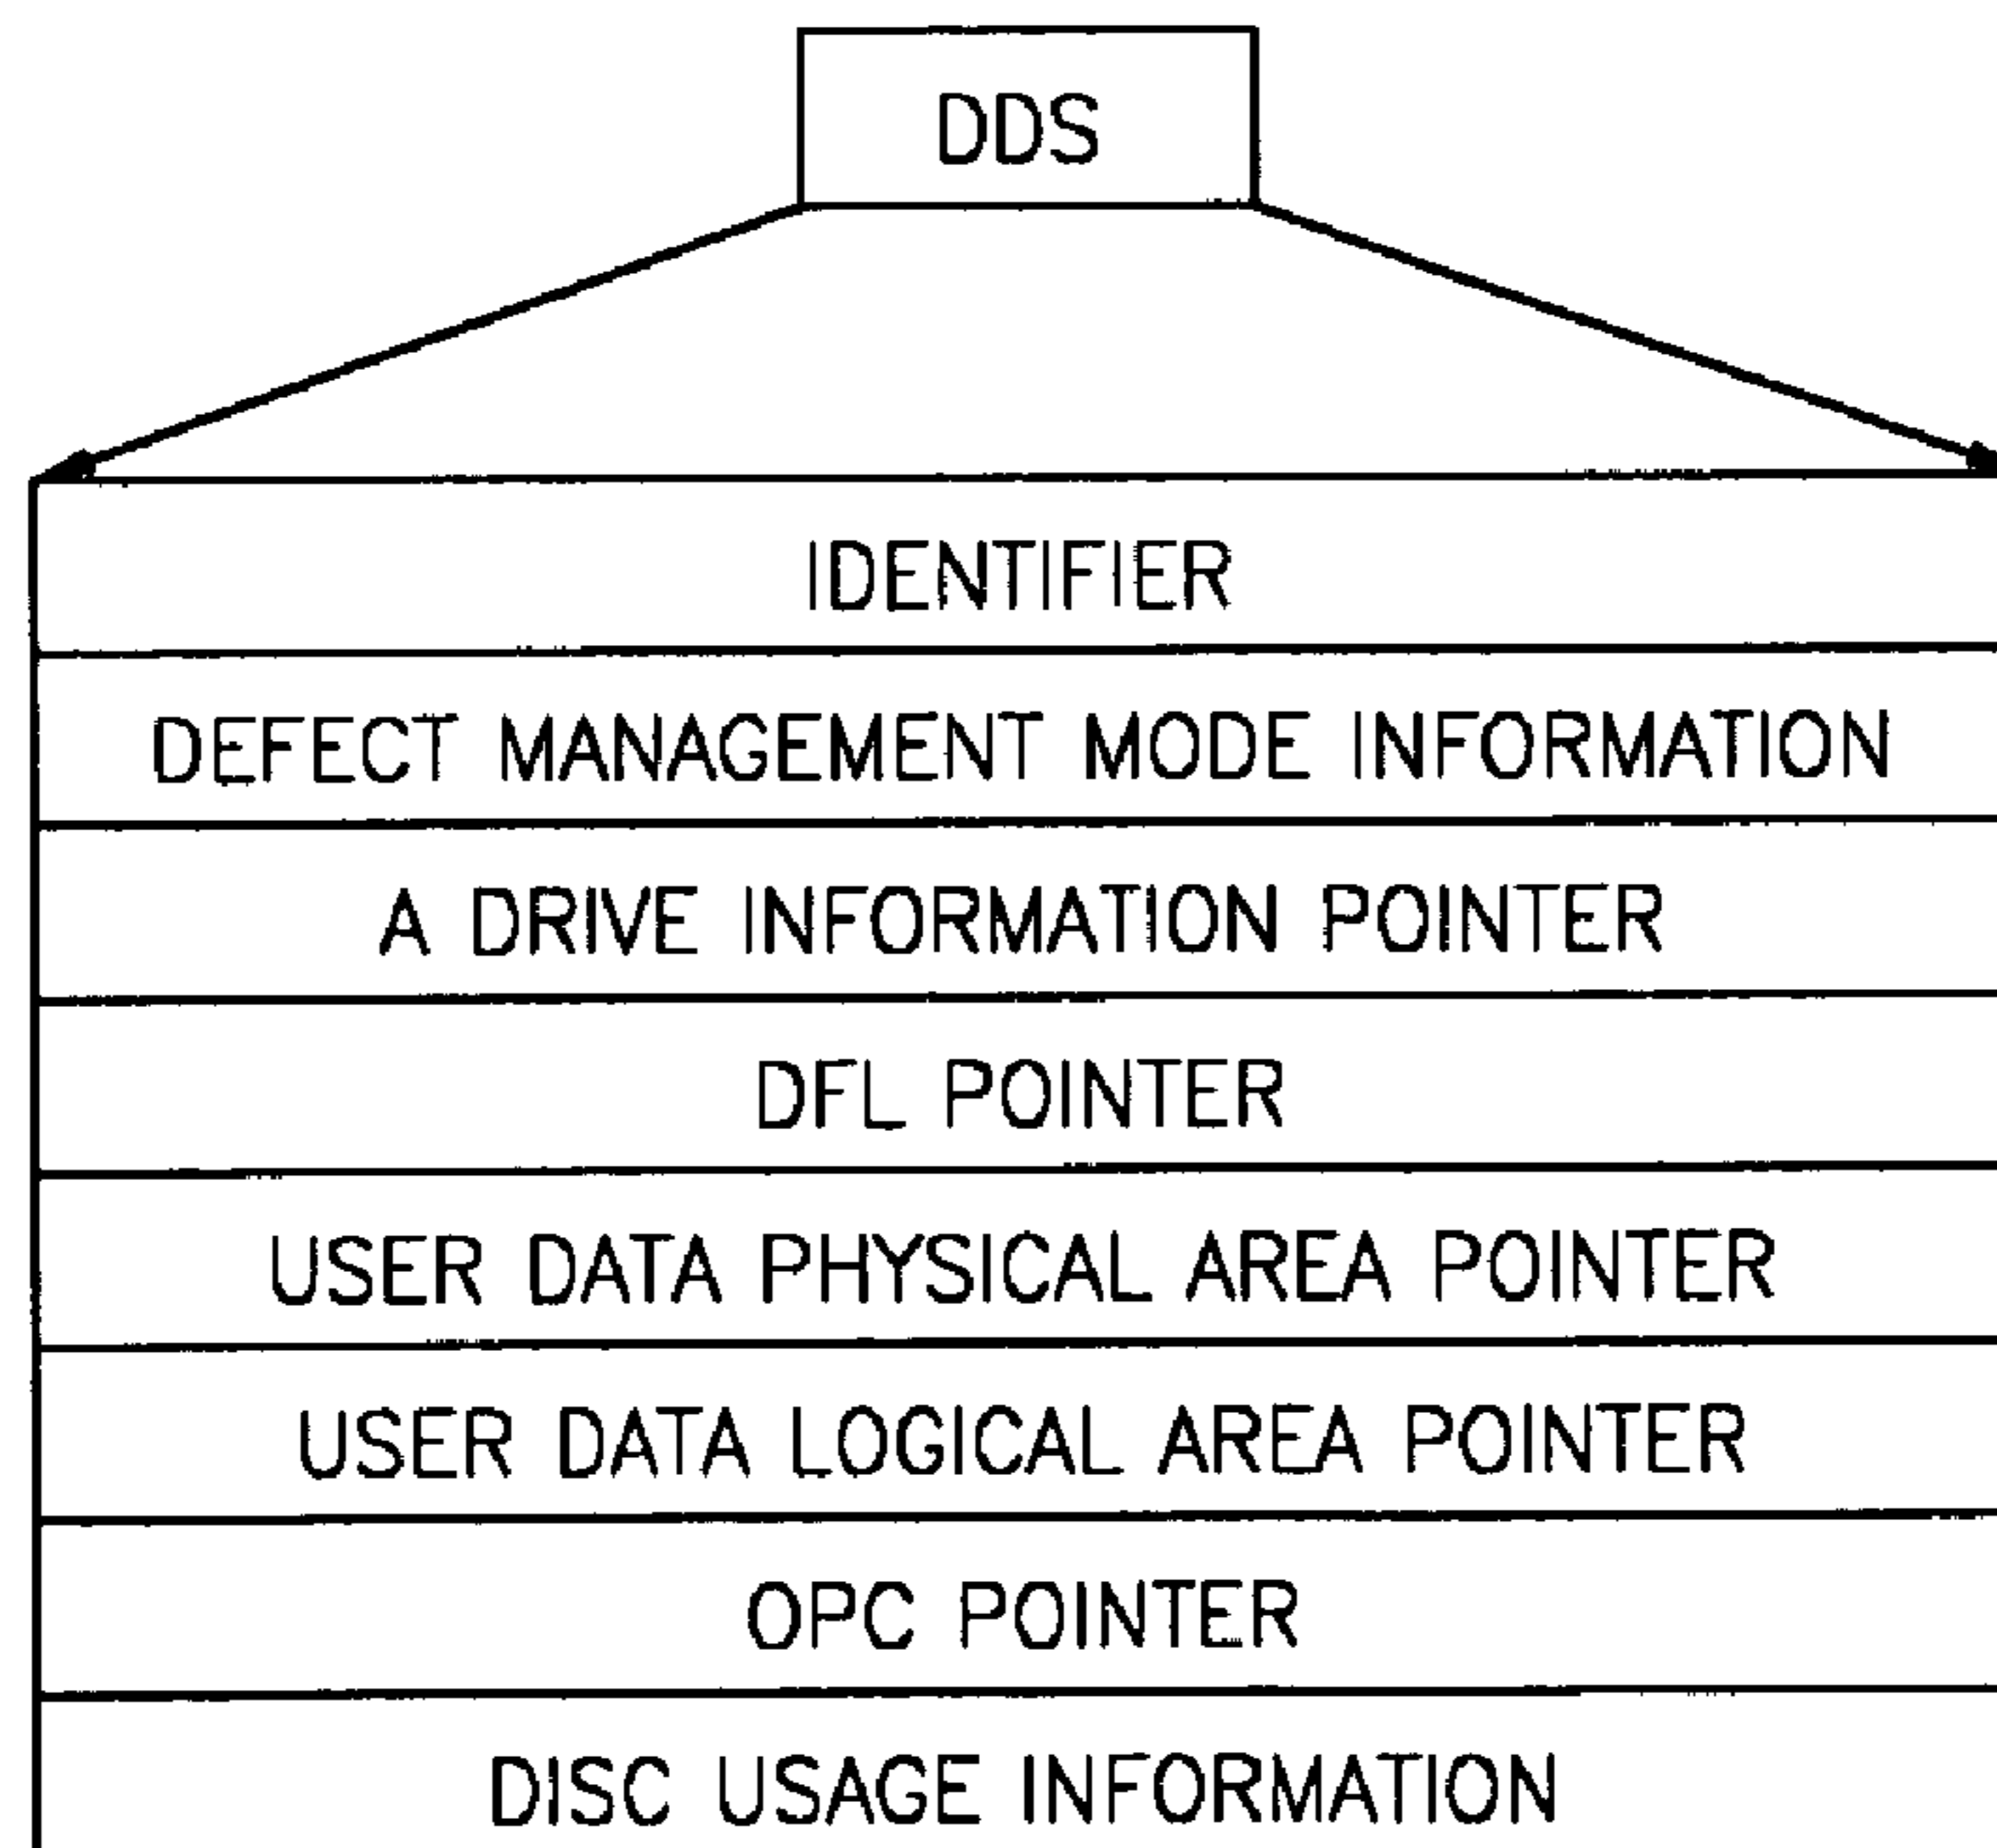 DDS
IDENTIFIER
DEFECT MANAGEMENT MODE INFORMATION
A DRIVE INFORMATION POINTER
DFL POINTER
USER DATA PHYSICAL AREA POINTER
USER DATA LOGICAL AREA POINTER
OPC POINTER
DISC USAGE INFORMATION